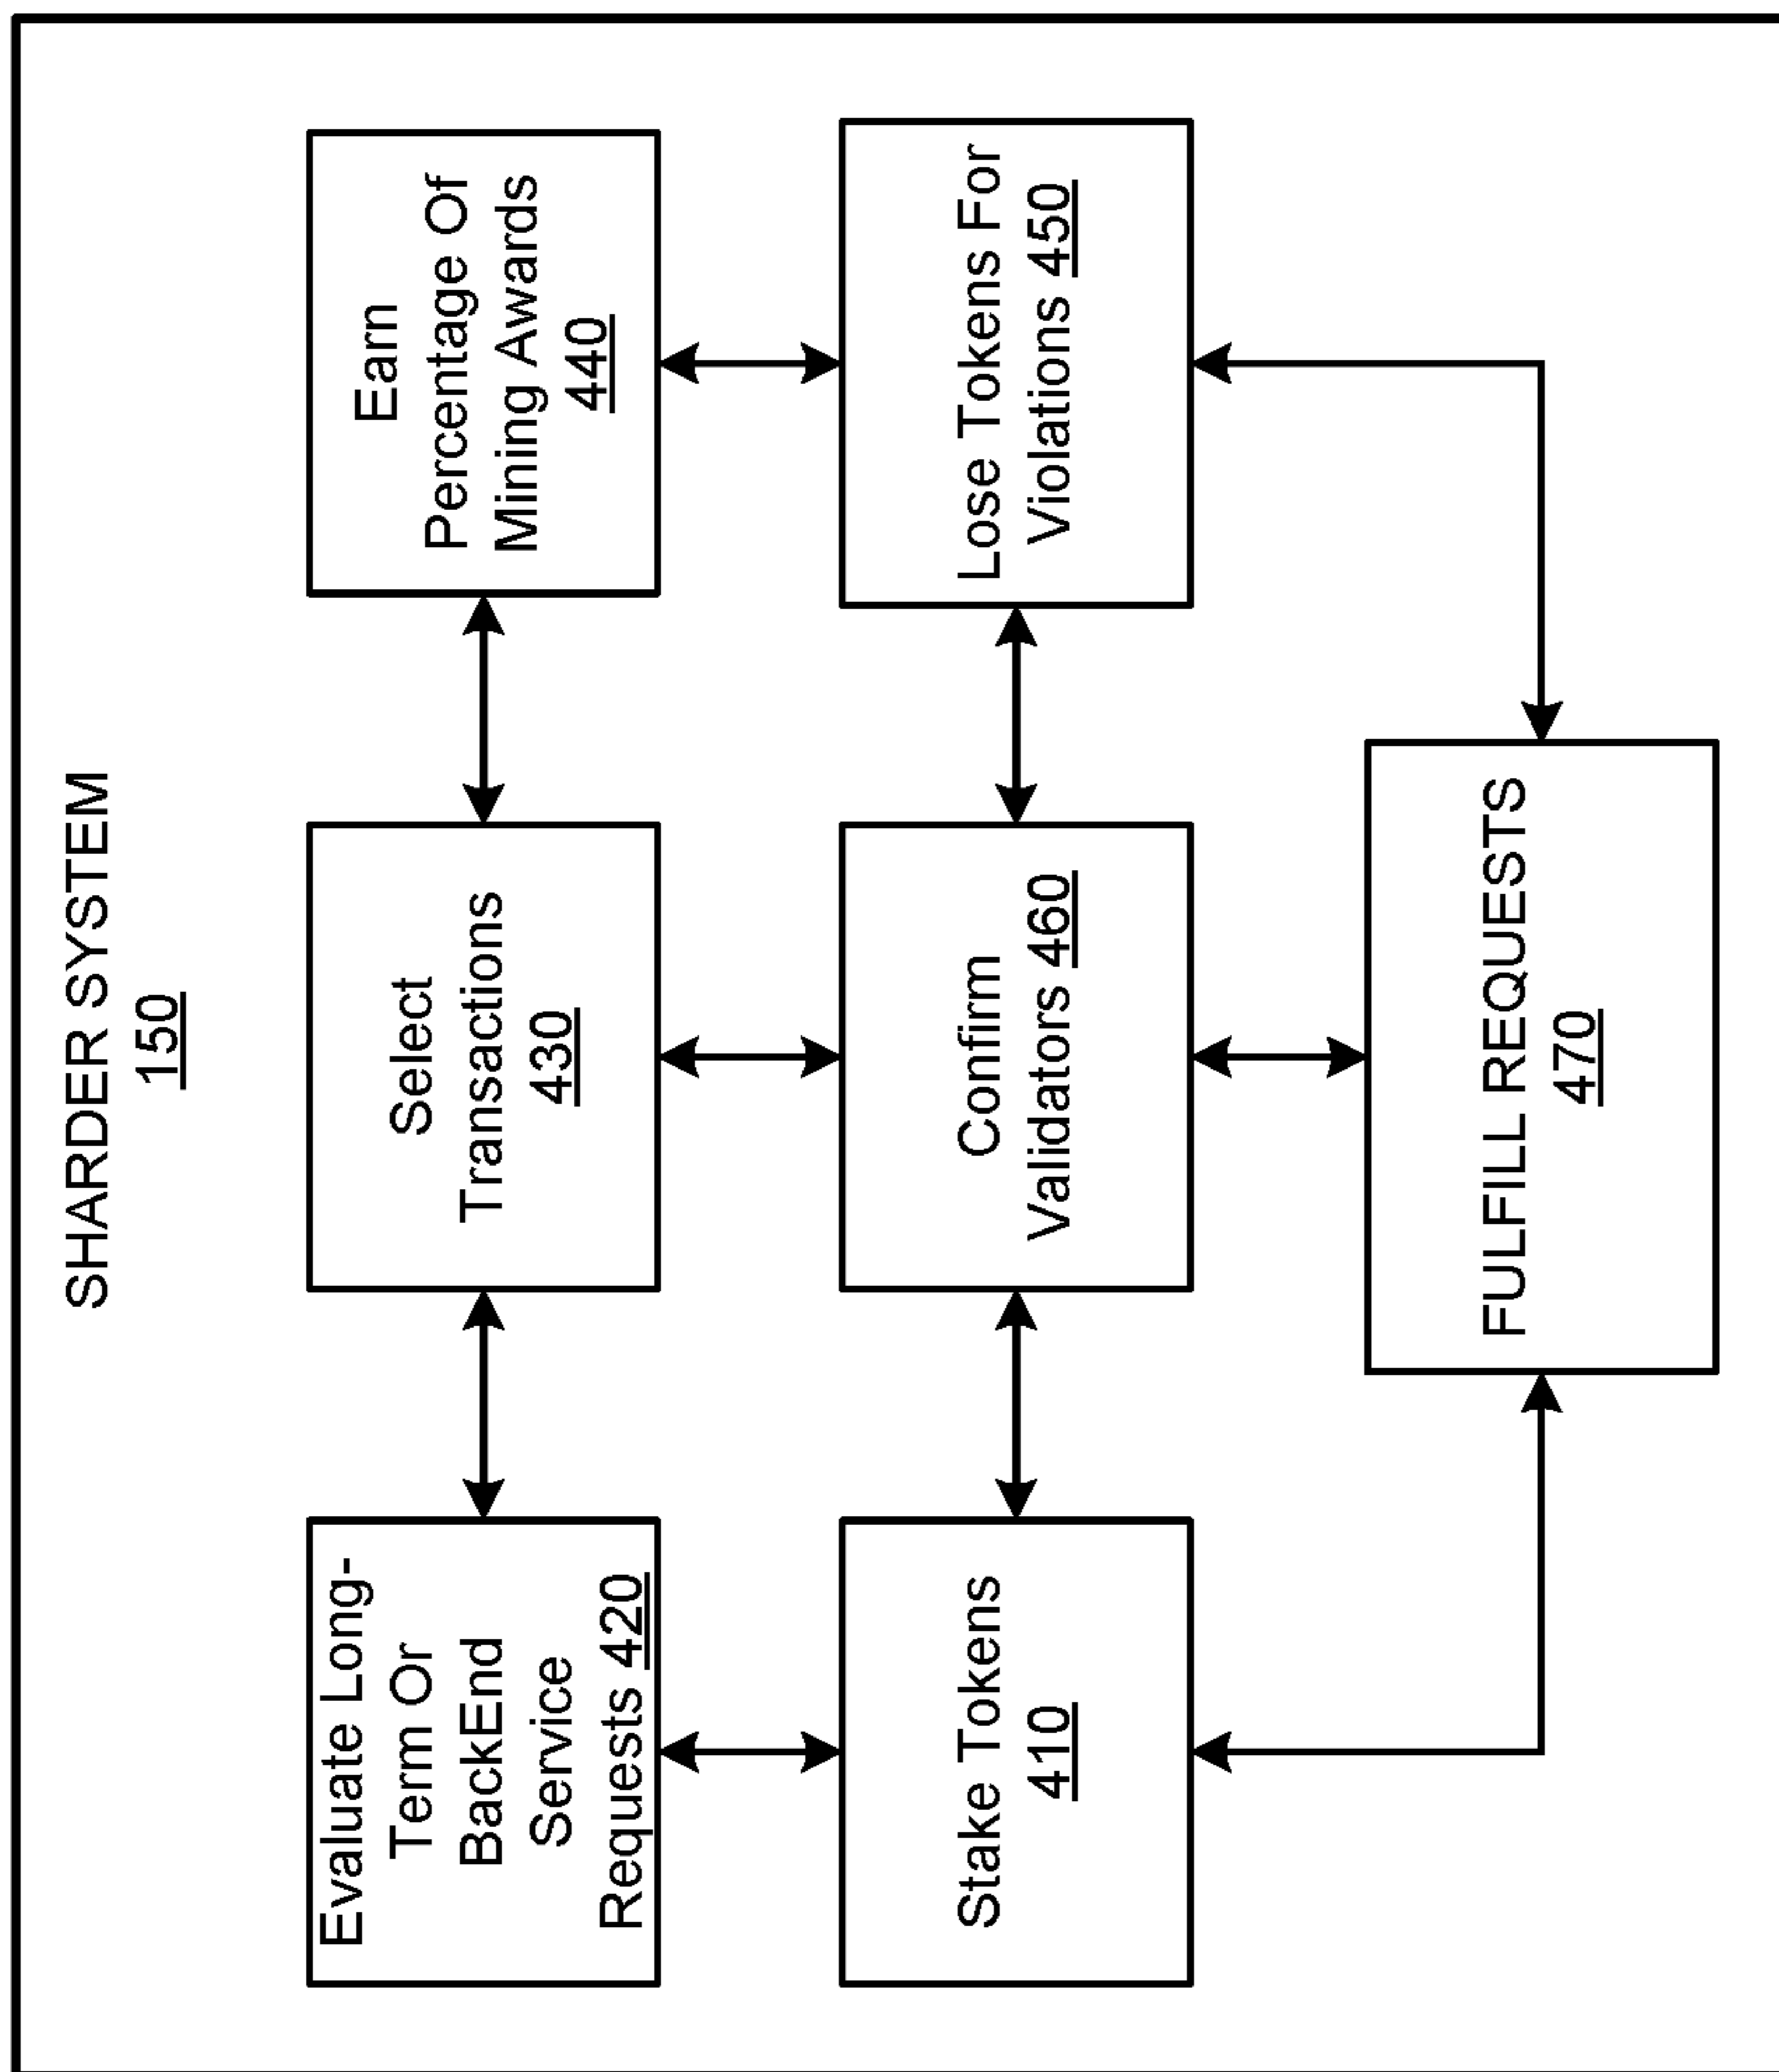 SHARDER SYSTEM
150
Evaluate Long-
Term Or
BackEnd
Service
Requests 420
Select
Transactions
430
Earn
Percentage Of
Mining Awards
440
Stake Tokens
410
Confirm
Validators 460
Lose Tokens For
Violations 450
FULFILL REQUESTS
470